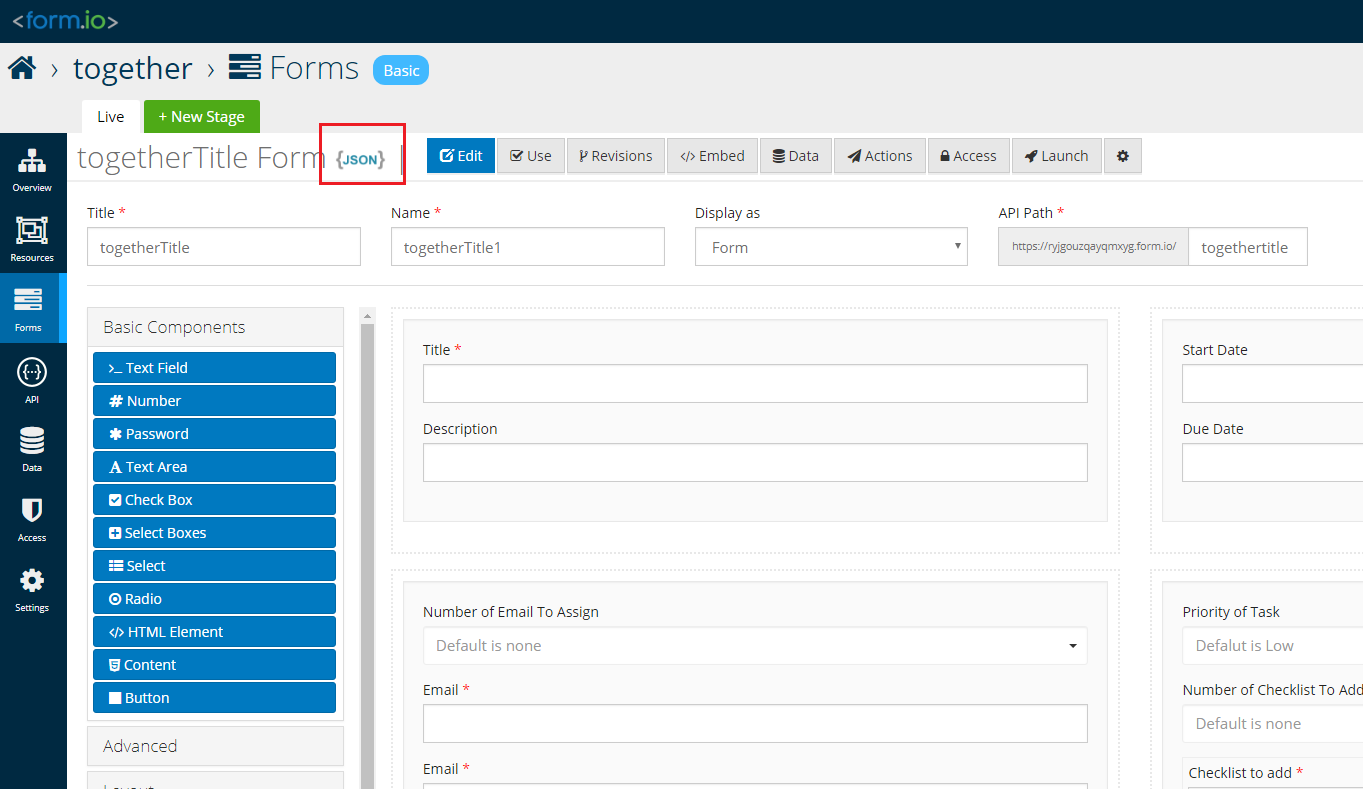 <form.io>
together › Forms Basic
Live + New Stage
togetherTitle Form {JSON} Edit Use Revisions </> Embed Data Actions Access Launch
Overview
Resources
Forms
API
Data
Access
Settings
Title * Name * Display as API Path *
togetherTitle togetherTitle1 Form https://ryjgouzqayqmxyg.form.io/ togethertitle
Basic Components
>_ Text Field
# Number
Password
Text Area
Check Box
Select Boxes
Select
Radio
</> HTML Element
Content
Button
Advanced
Title *
Description
Start Date
Due Date
Number of Email To Assign
Default is none
Email *
Email *
Priority of Task
Defalut is Low
Number of Checklist To Add
Default is none
Checklist to add *